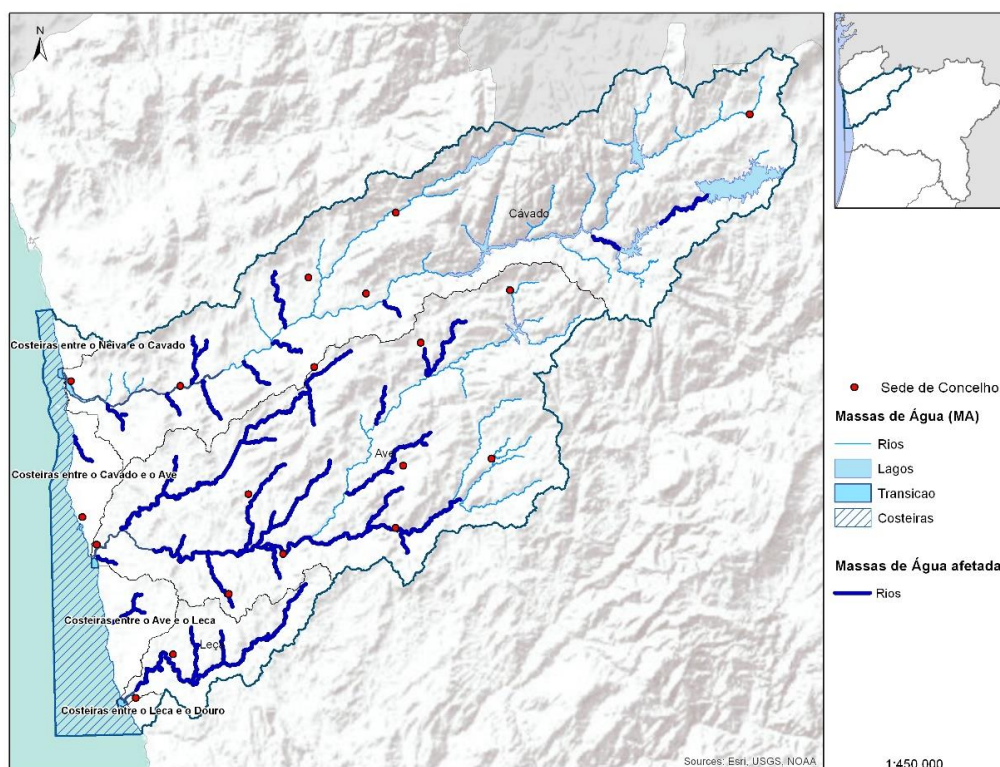 N
Cávado
Costeiras entre o Neiva e o Cavado
Costeiras entre o Cavado e o Ave
Ave
Costeiras entre o Ave e o Leca
Leç
Costeiras entre o Leca e o Douro
Sources: Esri, USGS, NOAA
Sede de Concelho
Massas de Água (MA)
Rios
Lagos
Transicao
Costeiras
Massas de Água afetada
Rios
1:450.000